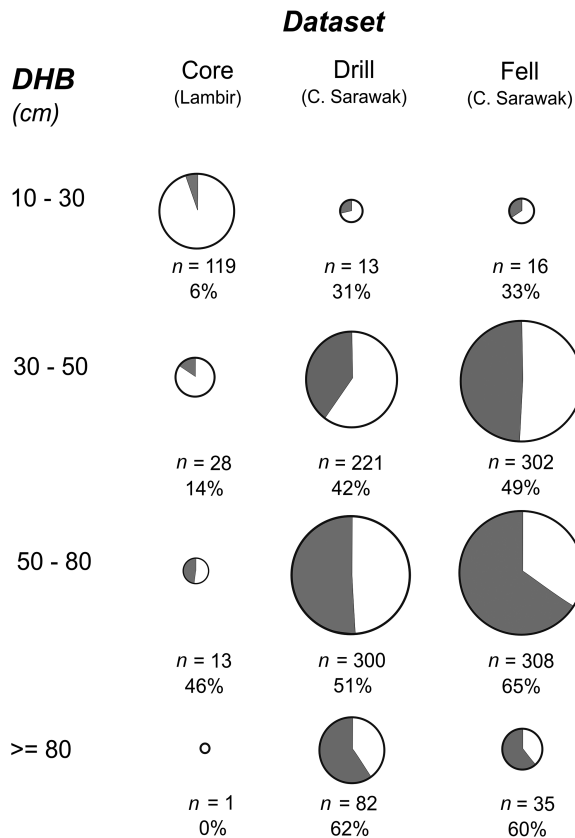 Dataset
DHB
(cm)
Core
(Lambir)
Drill
(C. Sarawak)
Fell
(C. Sarawak)
10 - 30
n = 119
6%
n = 13
31%
n = 16
33%
30 - 50
n = 28
14%
n = 221
42%
n = 302
49%
50 - 80
n = 13
46%
n = 300
51%
n = 308
65%
>= 80
n = 1
0%
n = 82
62%
n = 35
60%